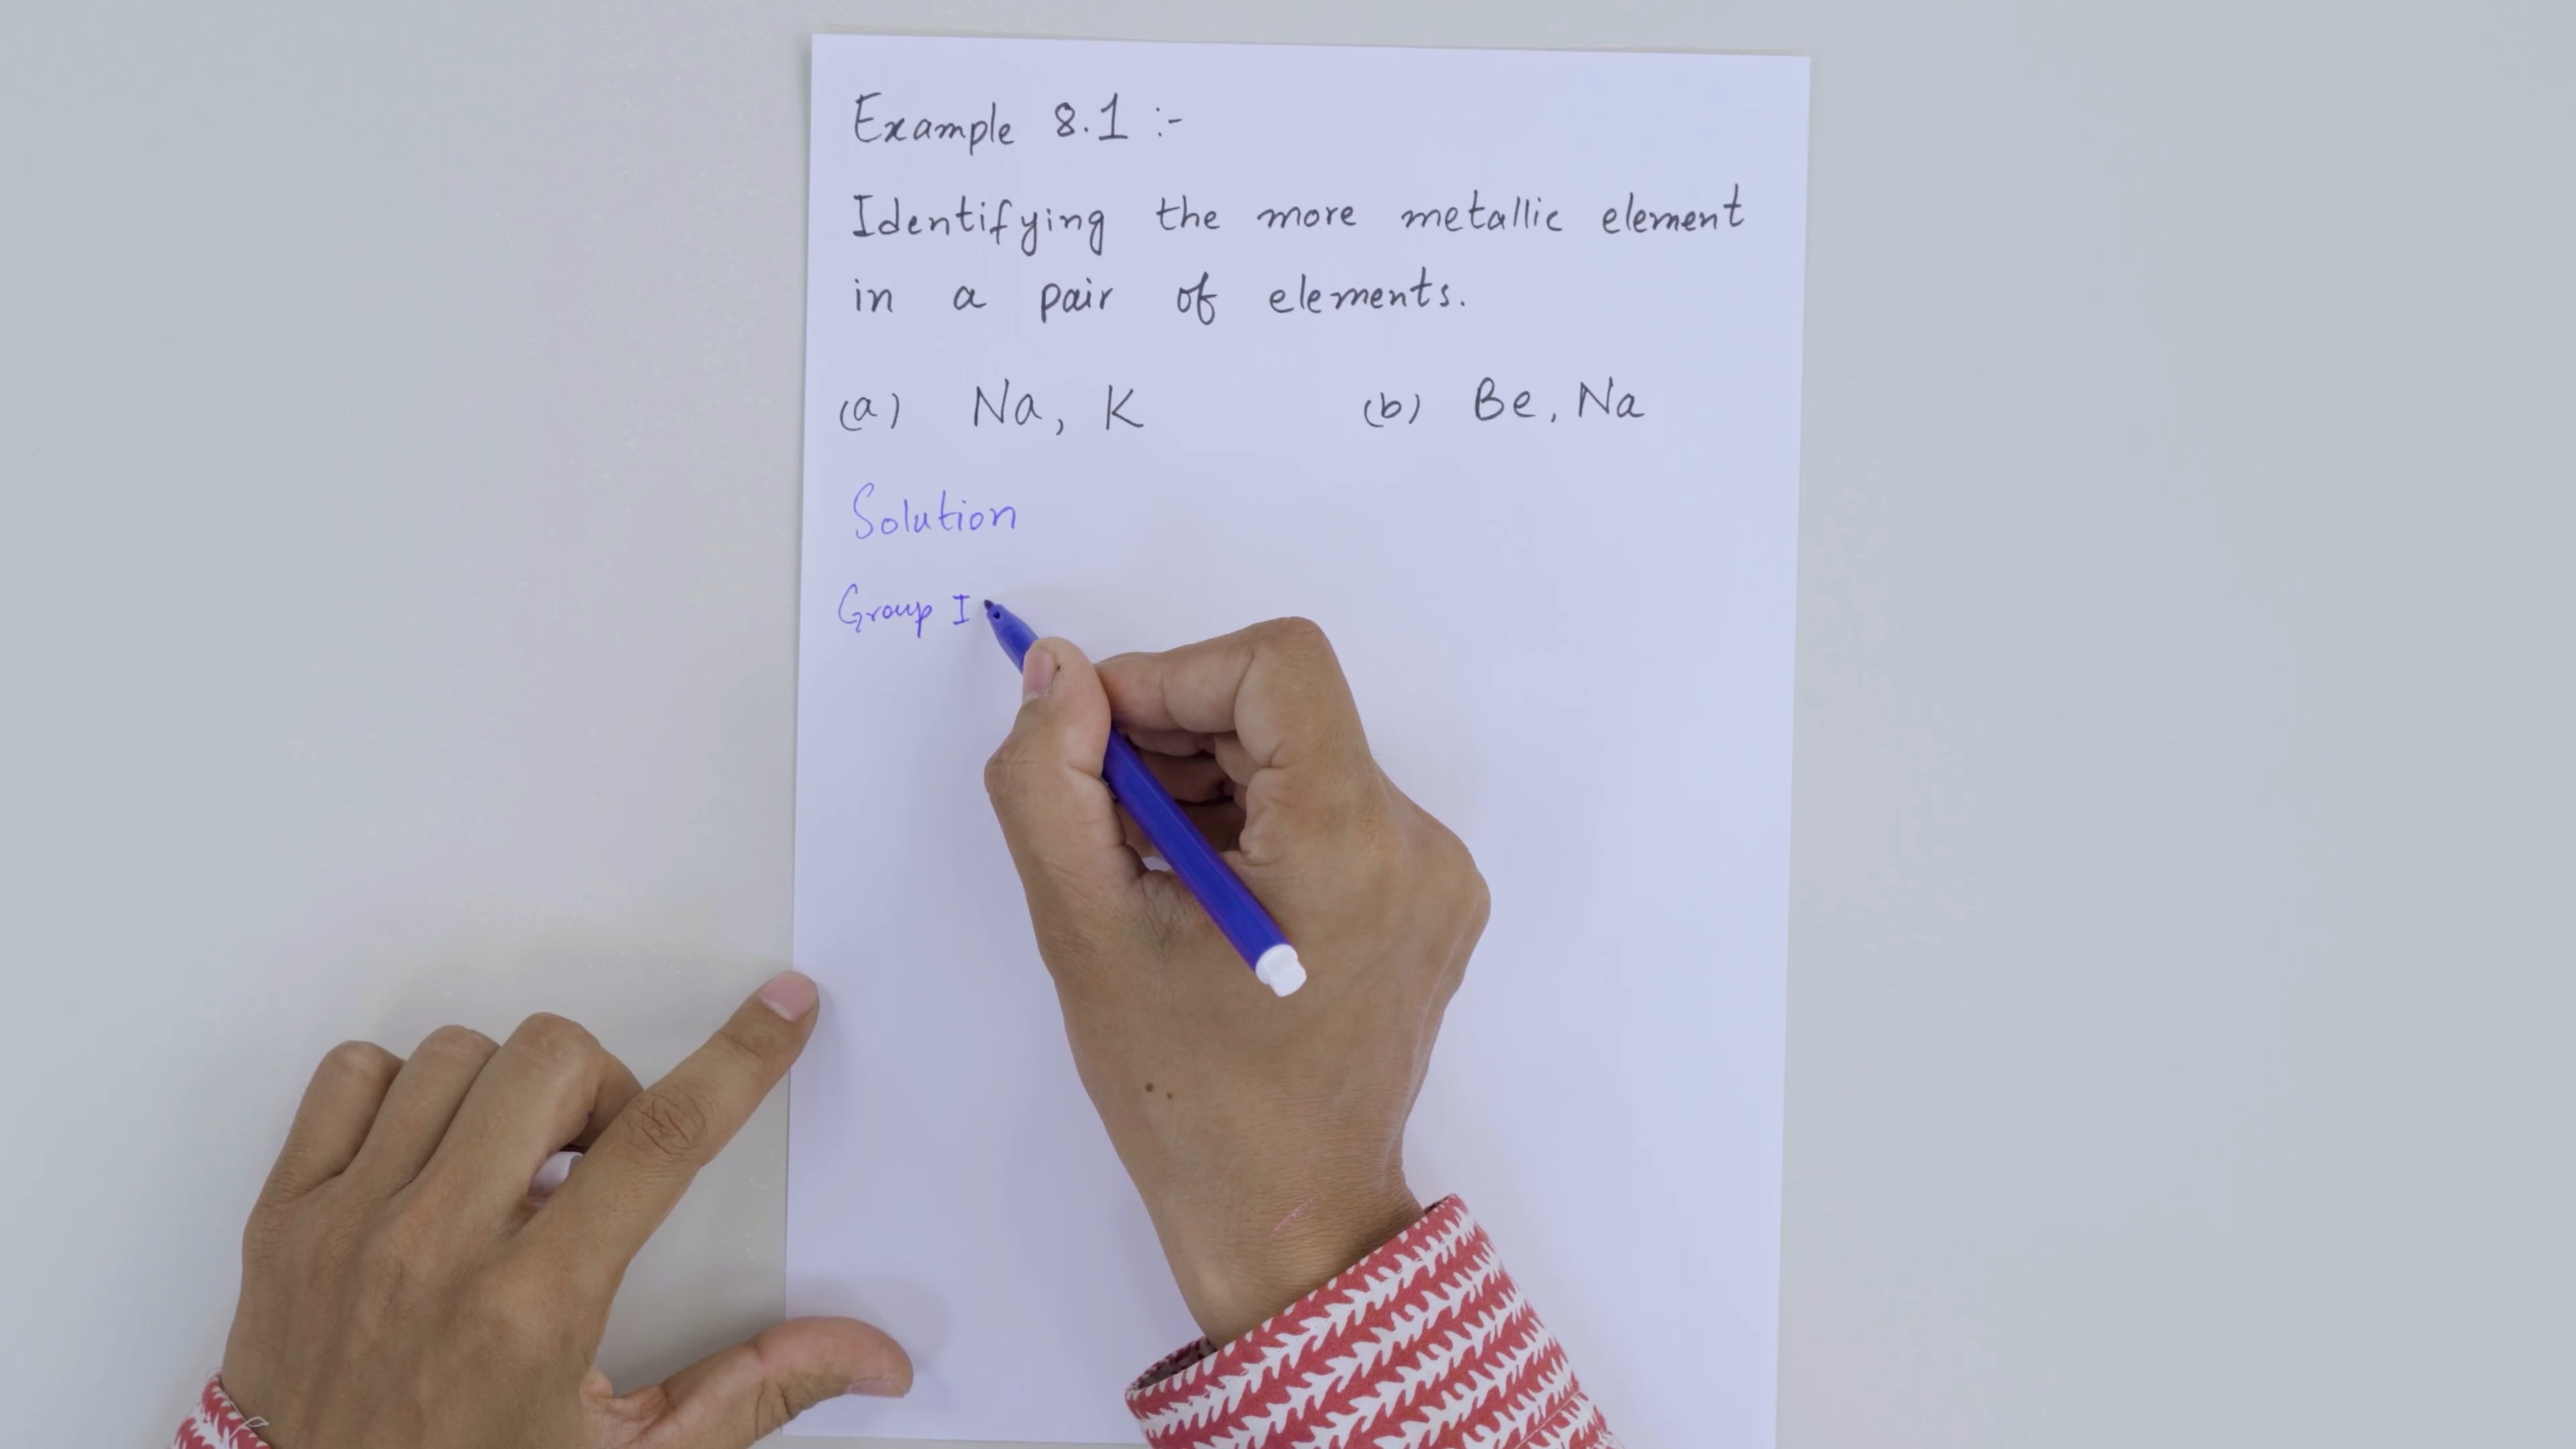 Example 8.1 :-
Identifying the more metallic element
in a pair of elements.
(a) Na, K (b) Be, Na
Solution
Group I